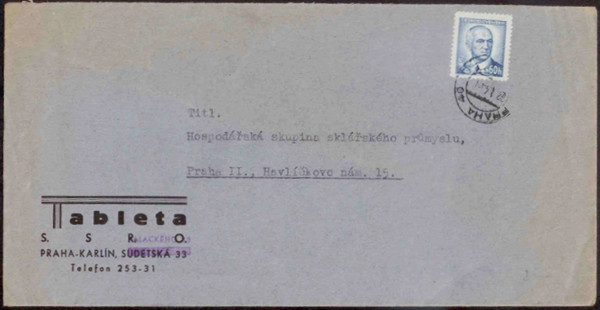 Titl.
Hospodářská skupina sklářského průmyslu,
Praha II., Havlíčkovo nám. 15.
Tableta
S. S R. O.
PRAHA-KARLÍN, SUDETSKÁ 33
Telefon 253-31
PRAHA
60h